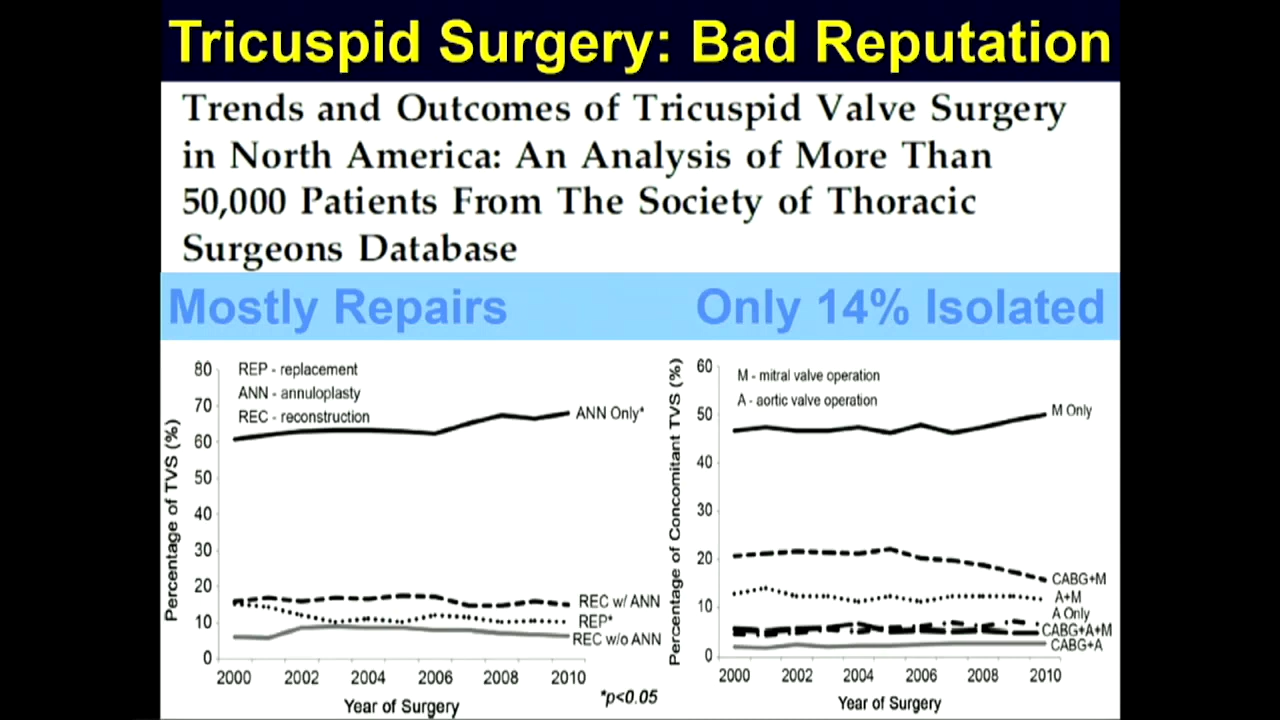 Tricuspid Surgery: Bad Reputation
Trends and Outcomes of Tricuspid Valve Surgery
in North America: An Analysis of More Than
50,000 Patients From The Society of Thoracic
Surgeons Database
Mostly Repairs
Only 14% Isolated
Percentage of TVS (%)
80
70
60
50
40
30
20
10
0
REP - replacement
ANN - annuloplasty
REC - reconstruction
ANN Only*
REC w/ ANN
REP*
REC w/o ANN
2000 2002 2004 2006 2008 2010
Year of Surgery
*p<0.05
Percentage of Concomitant TVS (%)
60
50
40
30
20
10
0
M - mitral valve operation
A - aortic valve operation
M Only
CABG+M
A+M
A Only
CABG+A+M
CABG+A
2000 2002 2004 2006 2008 2010
Year of Surgery